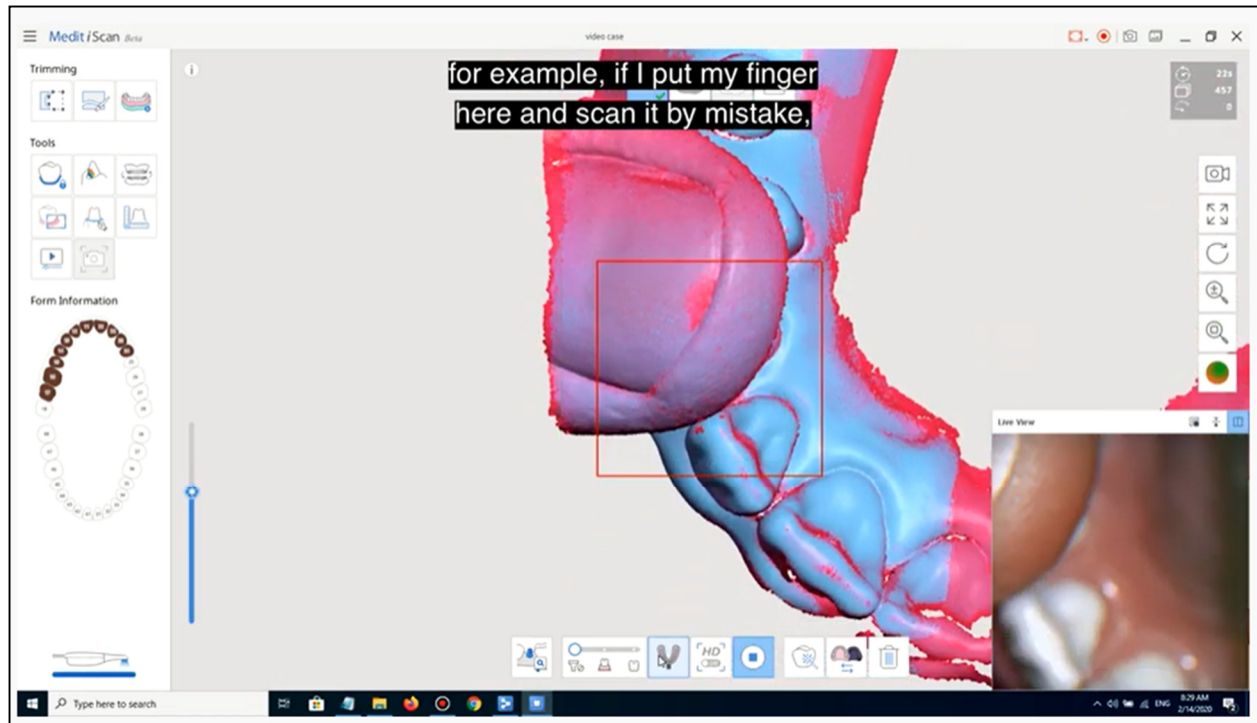 Medit iScan Beta
video case
Trimming
for example, if I put my finger
here and scan it by mistake,
22s
457
0
Tools
Form Information
Live View
HD
Type here to search
ENG
8:29 AM
2/14/2020